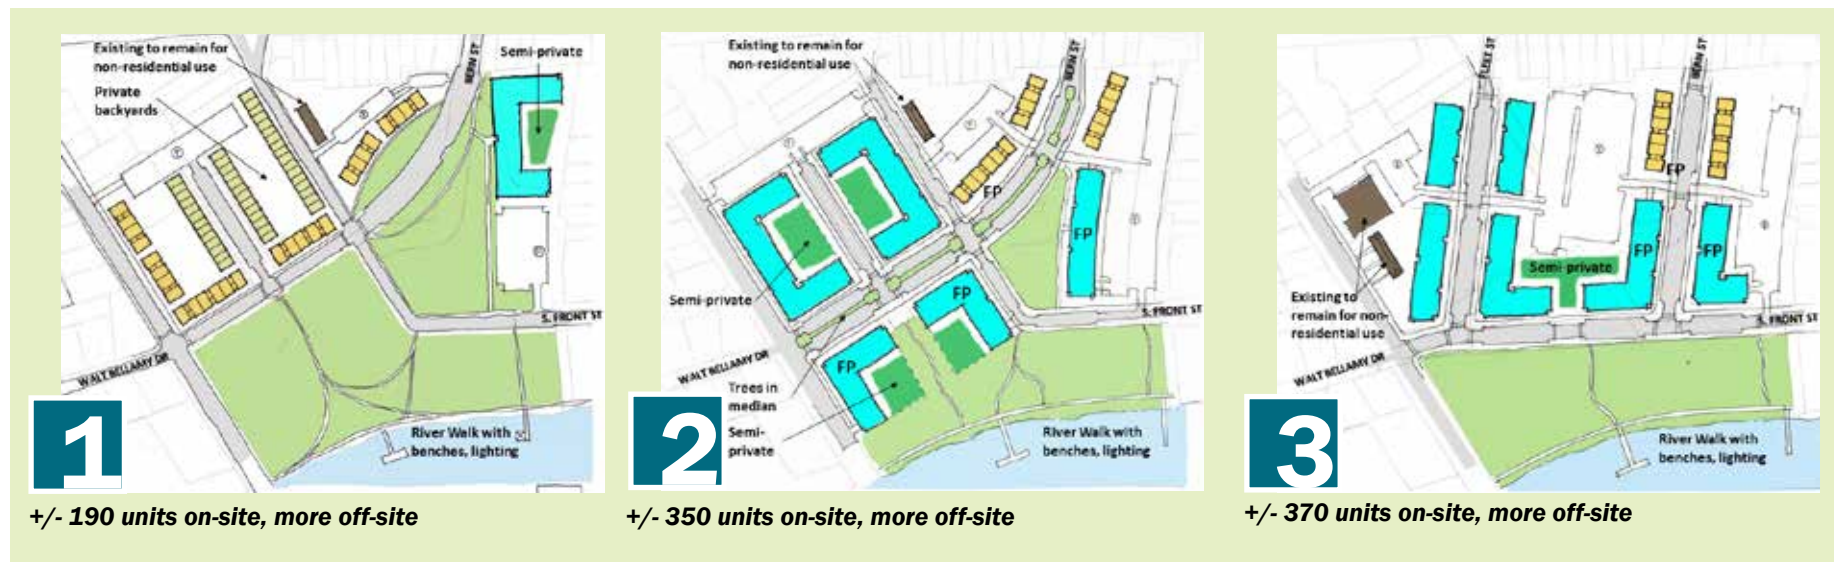 Existing to remain for
non-residential use
Private
backyards
BERN ST
Semi-private
P
P
P
S. FRONT ST
WALT BELLAMY DR
River Walk with
benches, lighting
1
+/- 190 units on-site, more off-site
Existing to remain for
non-residential use
BERN ST
P
P
P
FP
FP
FP
FP
Semi-private
S. FRONT ST
WALT BELLAMY DR
Trees in
median
Semi-
private
River Walk with
benches, lighting
2
+/- 350 units on-site, more off-site
FLEET ST
BERN ST
FP
FP
FP
Semi-private
Existing to
remain for non-
residential use
S. FRONT ST
WALT BELLAMY DR
River Walk with
benches, lighting
3
+/- 370 units on-site, more off-site